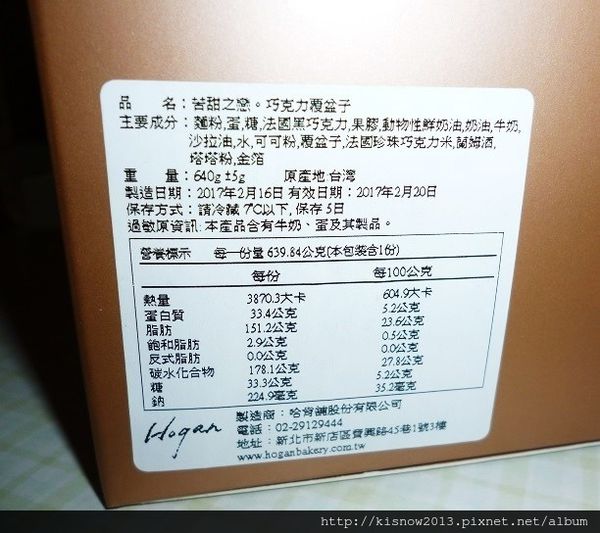 品　　名：苦甜之戀。巧克力覆盆子
主要成分：麵粉,蛋,糖,法國黑巧克力,果膠,動物性鮮奶油,奶油,牛奶,
沙拉油,水,可可粉,覆盆子,法國珍珠巧克力米,蘭姆酒,
塔塔粉,金箔
重　　量：640g ±5g　　原產地:台灣
製造日期：2017年2月16日 有效日期：2017年2月20日
保存方式：請冷藏 7℃以下, 保存 5日
過敏原資訊: 本產品含有牛奶、蛋及其製品。
營養標示　每一份量 639.84公克(本包裝含1份)
每份　每100公克
熱量　3870.3大卡　604.9大卡
蛋白質　33.4公克　5.2公克
脂肪　151.2公克　23.6公克
飽和脂肪　2.9公克　0.5公克
反式脂肪　0.0公克　0.0公克
碳水化合物　178.1公克　27.8公克
糖　33.3公克　5.2公克
鈉　224.9毫克　35.2毫克
Hogan
製造商：哈肯舖股份有限公司
電話：02-29129444
地址：新北市新店區寶興路45巷1號3樓
www.hoganbakery.com.tw
http://kisnow2013.pixnet.net/album